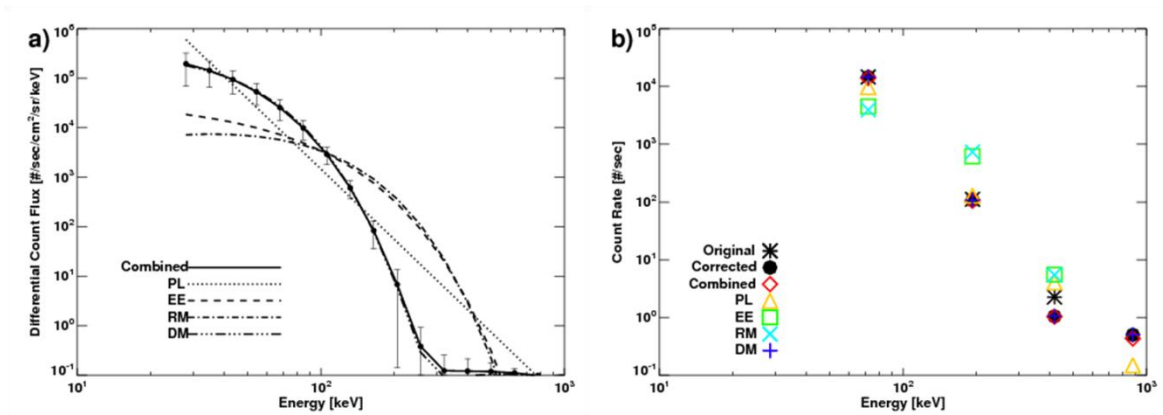 a)
Differential Count Flux [#/sec/cm²/sr/keV]
10⁶
10⁵
10⁴
10³
10²
10¹
10⁰
10⁻¹
Combined
PL
EE
RM
DM
10¹
10²
10³
Energy [keV]
b)
Count Rate [#/sec]
10⁵
10⁴
10³
10²
10¹
10⁰
10⁻¹
Original
Corrected
Combined
PL
EE
RM
DM
10¹
10²
10³
Energy [keV]